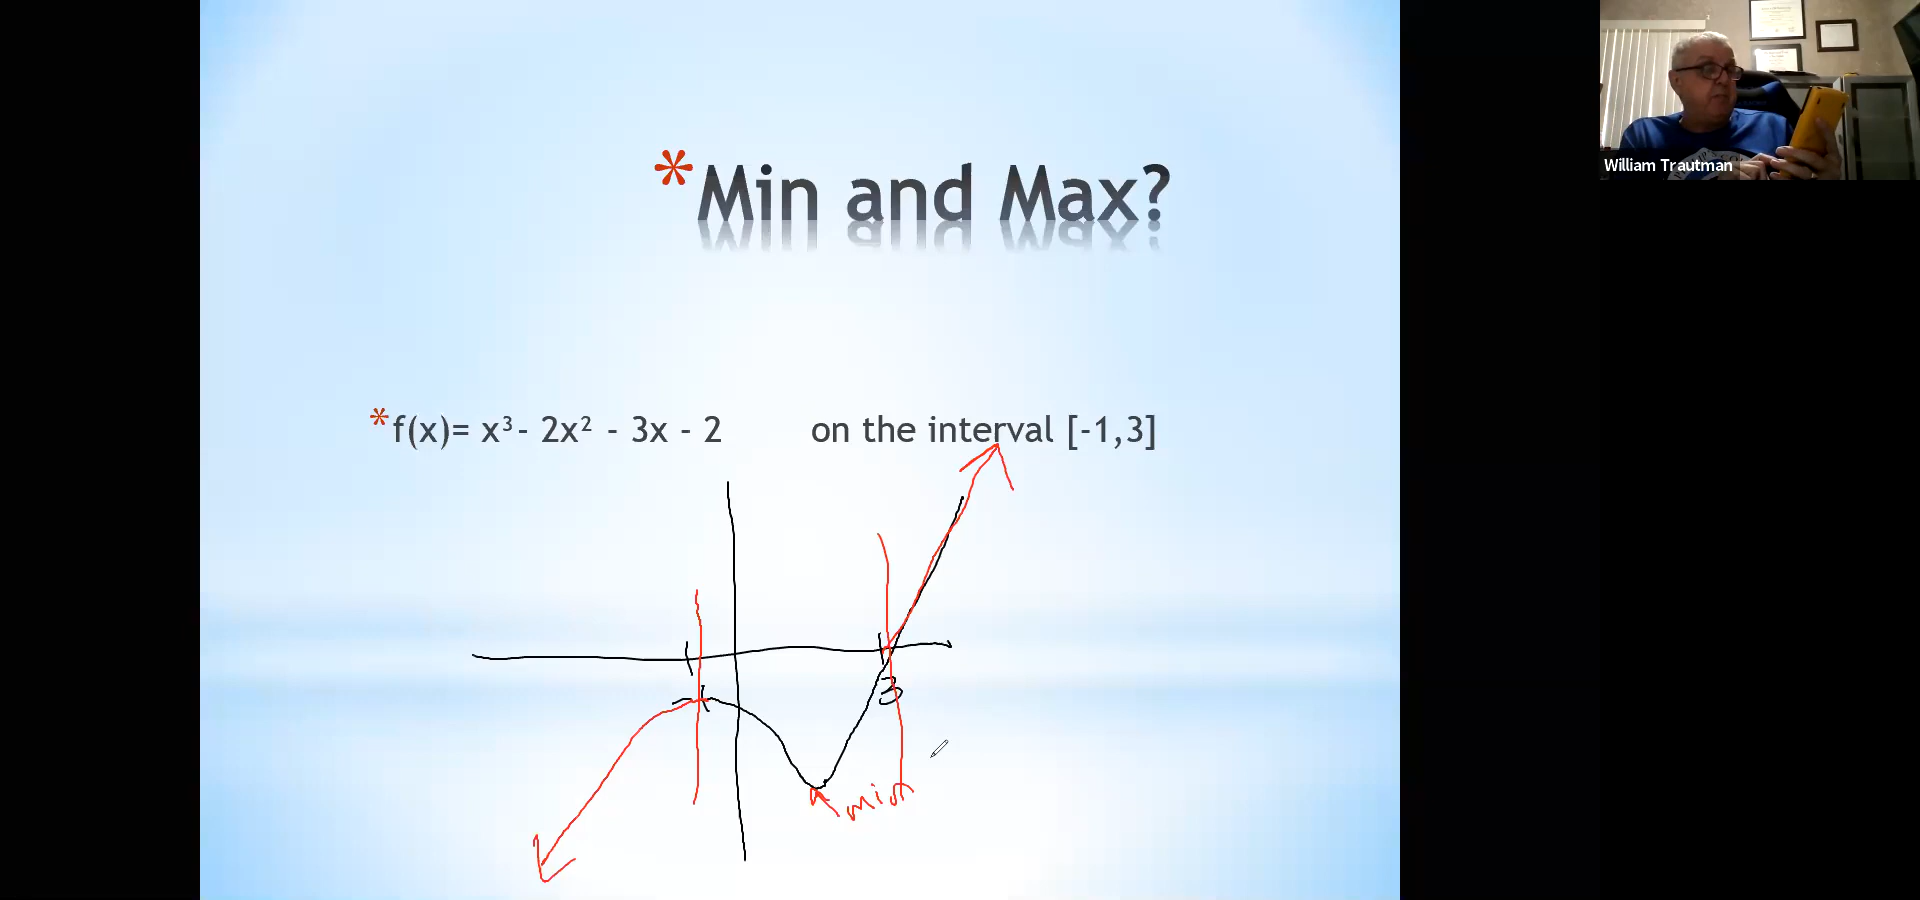 *Min and Max?
*f(x)= x³- 2x² - 3x - 2 on the interval [-1,3]
3
min
William Trautman